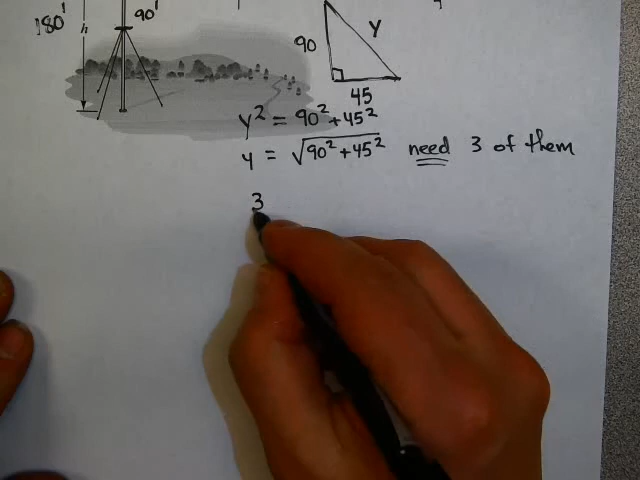 180'
h
90'
90
Y
45
y² = 90² + 45²
y = √90² + 45² need 3 of them
3